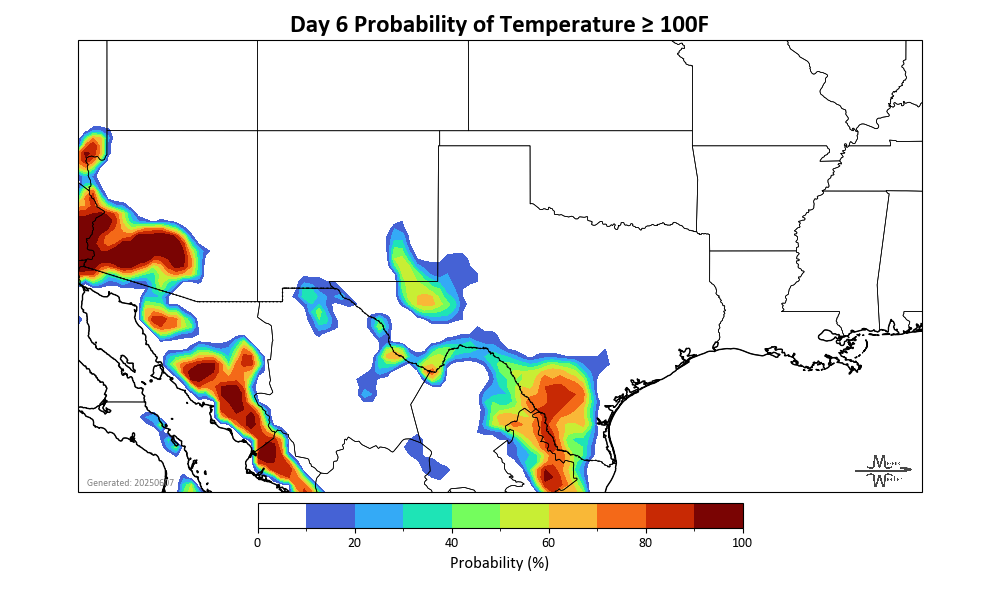 Day 6 Probability of Temperature ≥ 100F
Generated: 20250607
0 20 40 60 80 100
Probability (%)